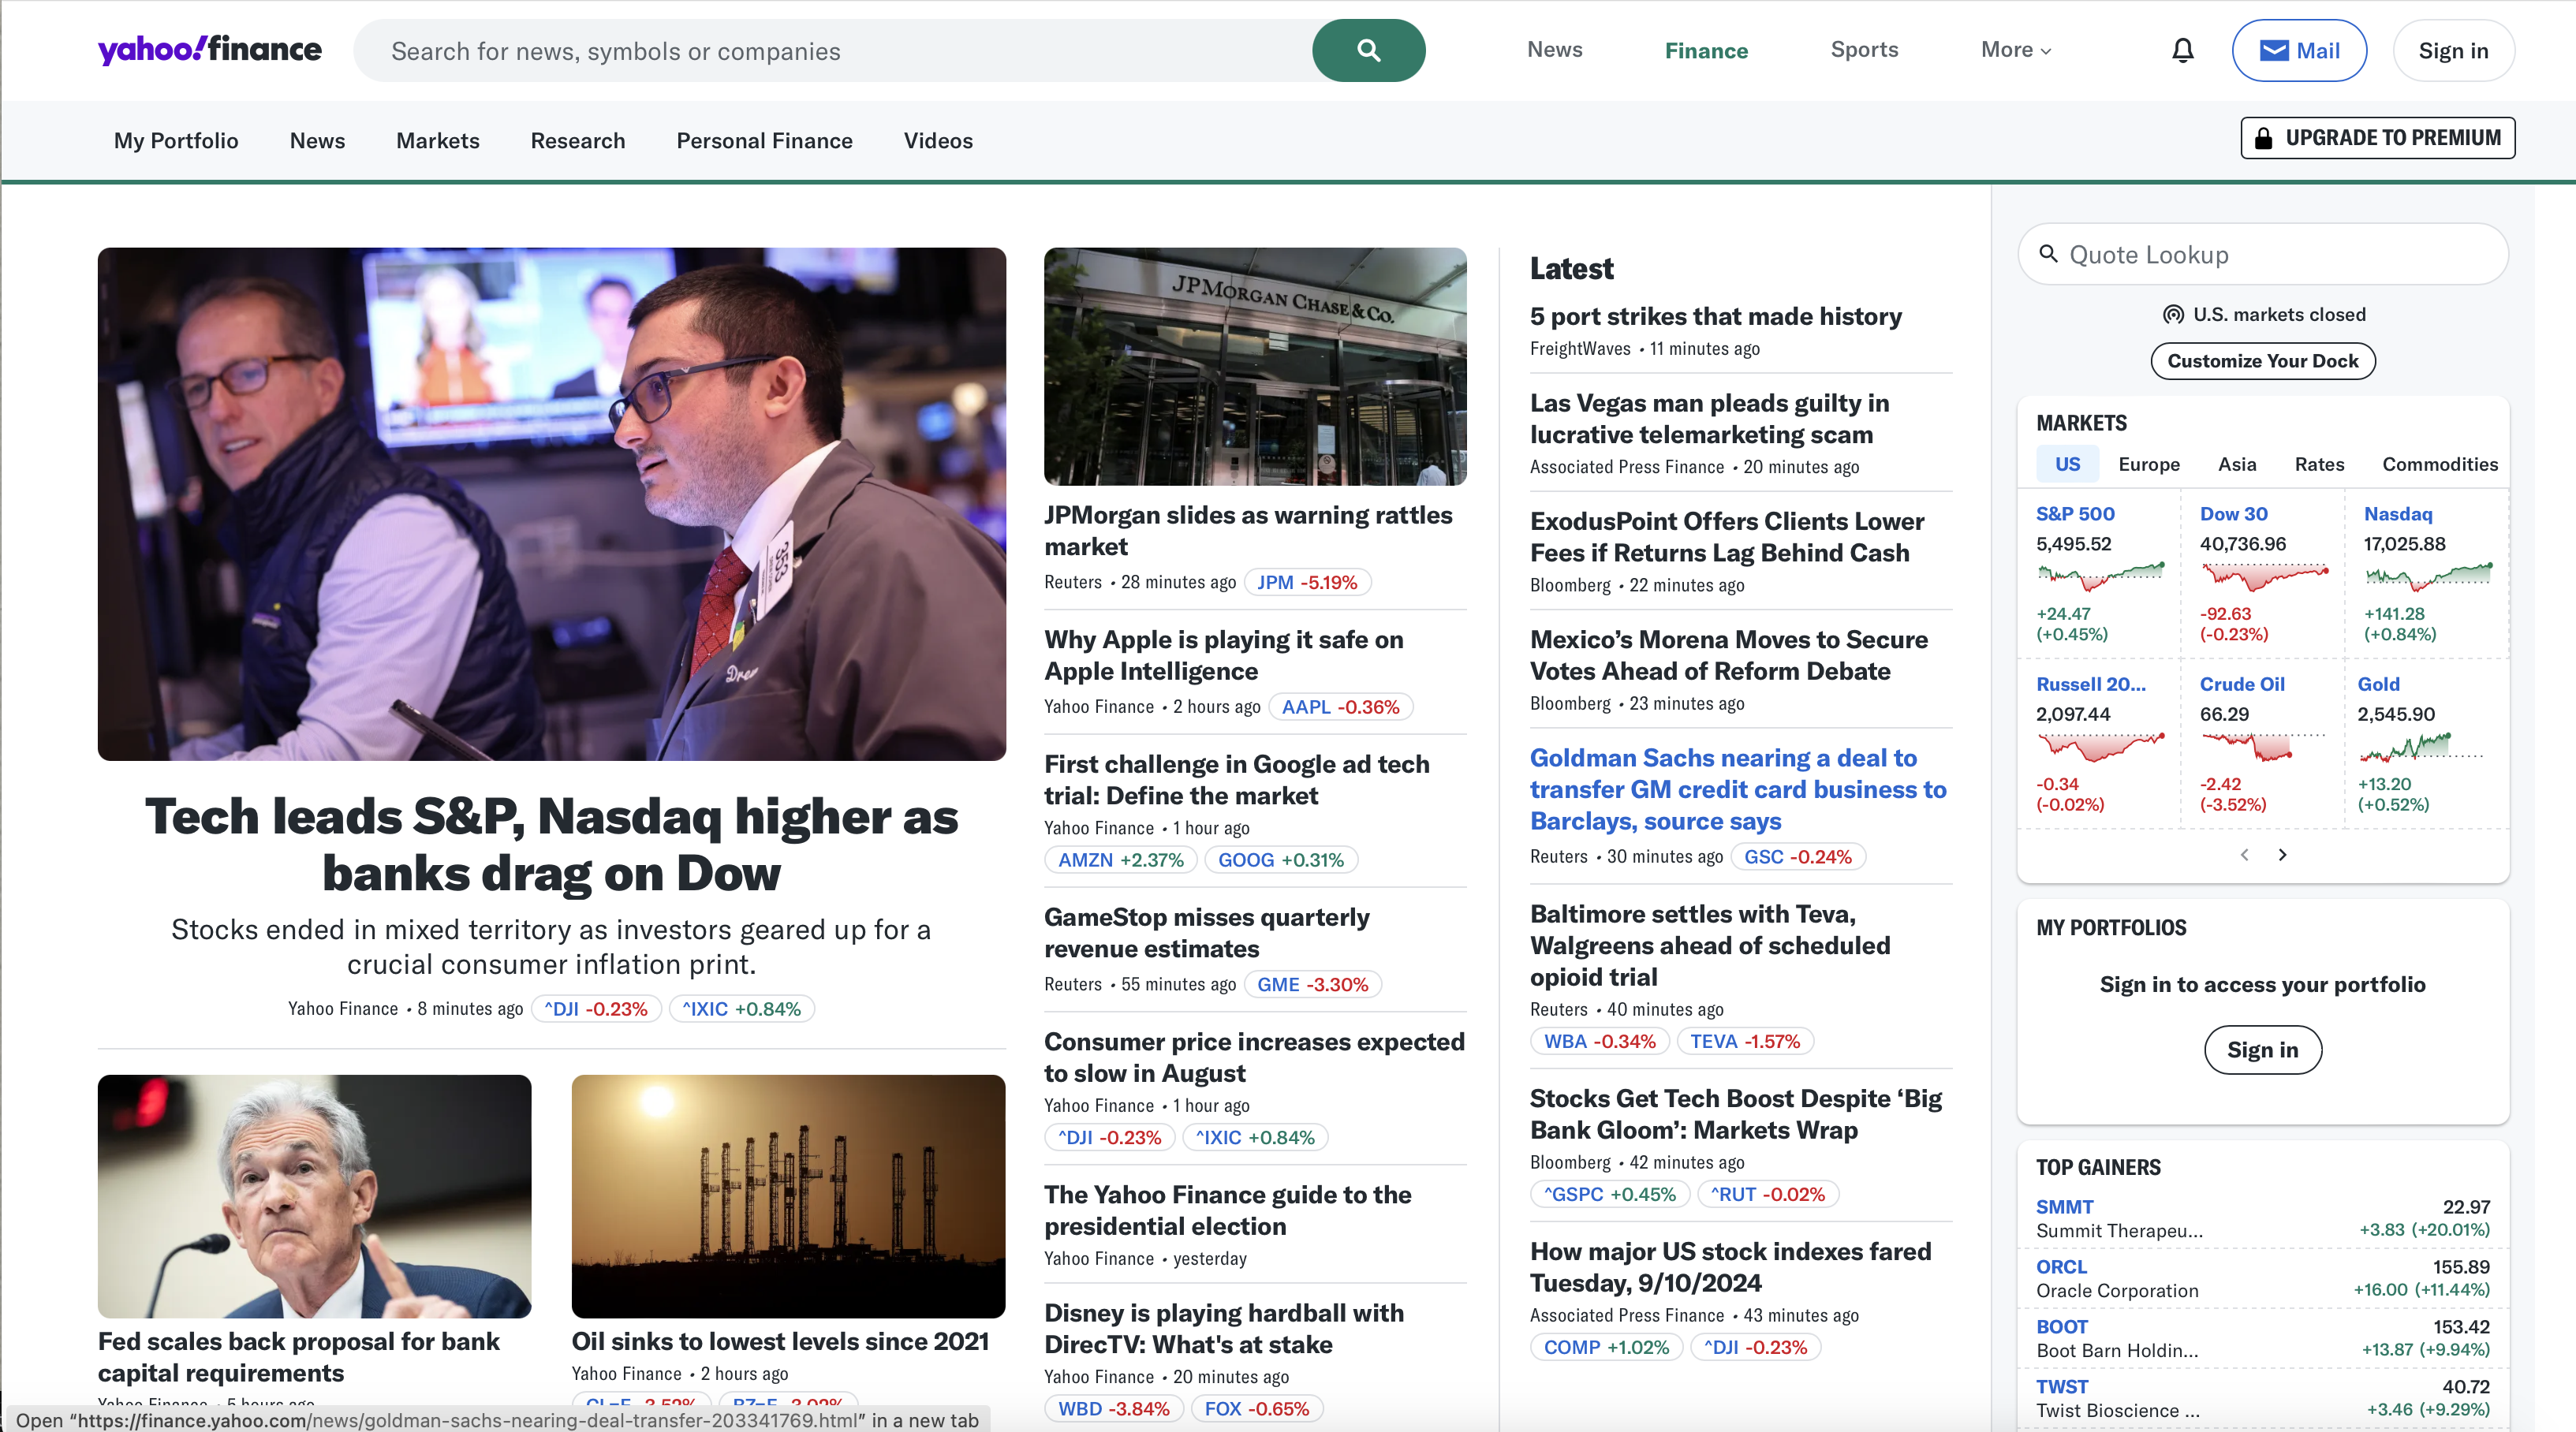 yahoo!finance
Search for news, symbols or companies
News
Finance
Sports
More
Mail
Sign in
My Portfolio
News
Markets
Research
Personal Finance
Videos
UPGRADE TO PREMIUM
353
Drew
Tech leads S&P, Nasdaq higher as
banks drag on Dow
Stocks ended in mixed territory as investors geared up for a
crucial consumer inflation print.
Yahoo Finance • 8 minutes ago ^DJI -0.23% ^IXIC +0.84%
Fed scales back proposal for bank
capital requirements
Yahoo Finance • 5 hours ago
Oil sinks to lowest levels since 2021
Yahoo Finance • 2 hours ago
CL=F -3.52% BZ=F -3.02%
JPMORGAN CHASE & CO.
JPMorgan slides as warning rattles
market
Reuters • 28 minutes ago JPM -5.19%
Why Apple is playing it safe on
Apple Intelligence
Yahoo Finance • 2 hours ago AAPL -0.36%
First challenge in Google ad tech
trial: Define the market
Yahoo Finance • 1 hour ago
AMZN +2.37% GOOG +0.31%
GameStop misses quarterly
revenue estimates
Reuters • 55 minutes ago GME -3.30%
Consumer price increases expected
to slow in August
Yahoo Finance • 1 hour ago
^DJI -0.23% ^IXIC +0.84%
The Yahoo Finance guide to the
presidential election
Yahoo Finance • yesterday
Disney is playing hardball with
DirecTV: What's at stake
Yahoo Finance • 20 minutes ago
WBD -3.84% FOX -0.65%
Latest
5 port strikes that made history
FreightWaves • 11 minutes ago
Las Vegas man pleads guilty in
lucrative telemarketing scam
Associated Press Finance • 20 minutes ago
ExodusPoint Offers Clients Lower
Fees if Returns Lag Behind Cash
Bloomberg • 22 minutes ago
Mexico’s Morena Moves to Secure
Votes Ahead of Reform Debate
Bloomberg • 23 minutes ago
Goldman Sachs nearing a deal to
transfer GM credit card business to
Barclays, source says
Reuters • 30 minutes ago GSC -0.24%
Baltimore settles with Teva,
Walgreens ahead of scheduled
opioid trial
Reuters • 40 minutes ago
WBA -0.34% TEVA -1.57%
Stocks Get Tech Boost Despite ‘Big
Bank Gloom’: Markets Wrap
Bloomberg • 42 minutes ago
^GSPC +0.45% ^RUT -0.02%
How major US stock indexes fared
Tuesday, 9/10/2024
Associated Press Finance • 43 minutes ago
COMP +1.02% ^DJI -0.23%
Quote Lookup
U.S. markets closed
Customize Your Dock
MARKETS
US Europe Asia Rates Commodities
S&P 500
5,495.52
+24.47
(+0.45%)
Dow 30
40,736.96
-92.63
(-0.23%)
Nasdaq
17,025.88
+141.28
(+0.84%)
Russell 20...
2,097.44
-0.34
(-0.02%)
Crude Oil
66.29
-2.42
(-3.52%)
Gold
2,545.90
+13.20
(+0.52%)
MY PORTFOLIOS
Sign in to access your portfolio
Sign in
TOP GAINERS
SMMT 22.97
Summit Therapeu... +3.83 (+20.01%)
ORCL 155.89
Oracle Corporation +16.00 (+11.44%)
BOOT 153.42
Boot Barn Holdin... +13.87 (+9.94%)
TWST 40.72
Twist Bioscience ... +3.46 (+9.29%)
Open “https://finance.yahoo.com/news/goldman-sachs-nearing-deal-transfer-203341769.html” in a new tab